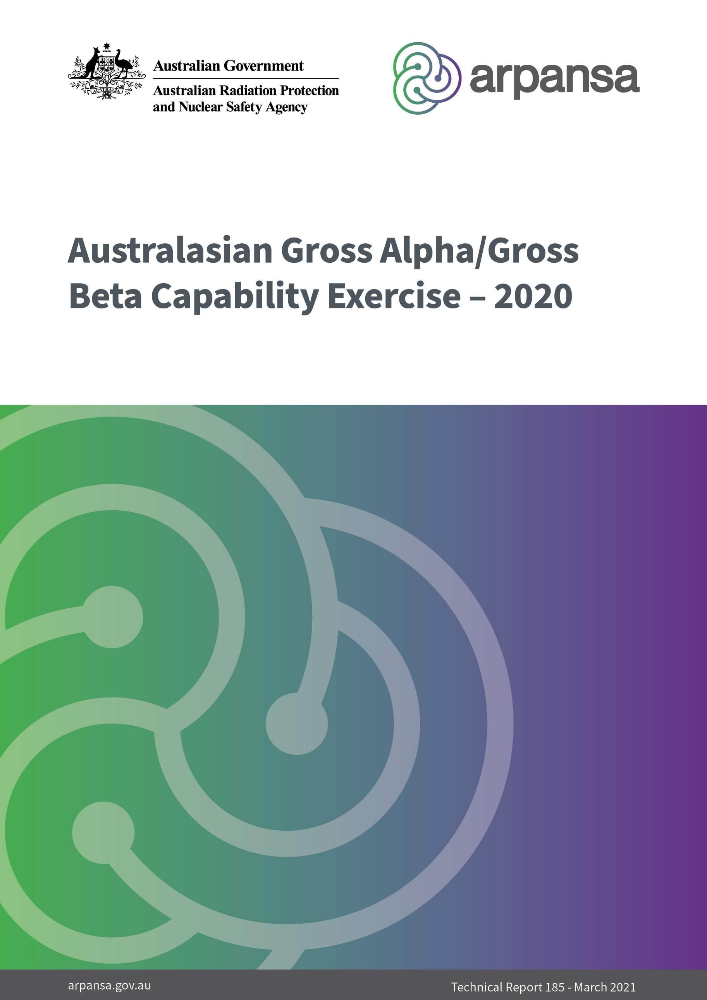 Australian Government
Australian Radiation Protection
and Nuclear Safety Agency
AUSTRALIA
arpansa
Australasian Gross Alpha/Gross
Beta Capability Exercise – 2020
arpansa.gov.au
Technical Report 185 - March 2021